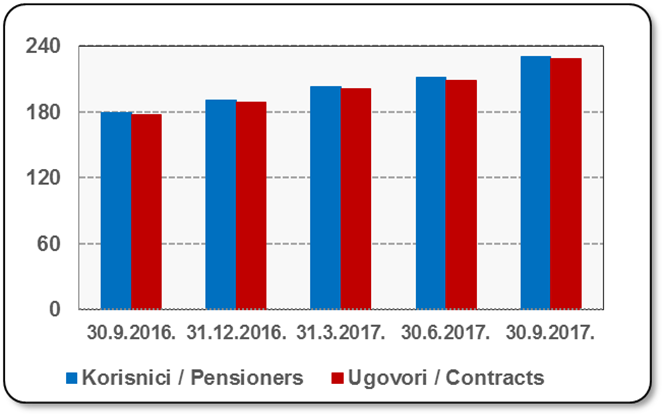 240
180
120
60
0
30.9.2016. 31.12.2016. 31.3.2017. 30.6.2017. 30.9.2017.
Korisnici / Pensioners Ugovori / Contracts